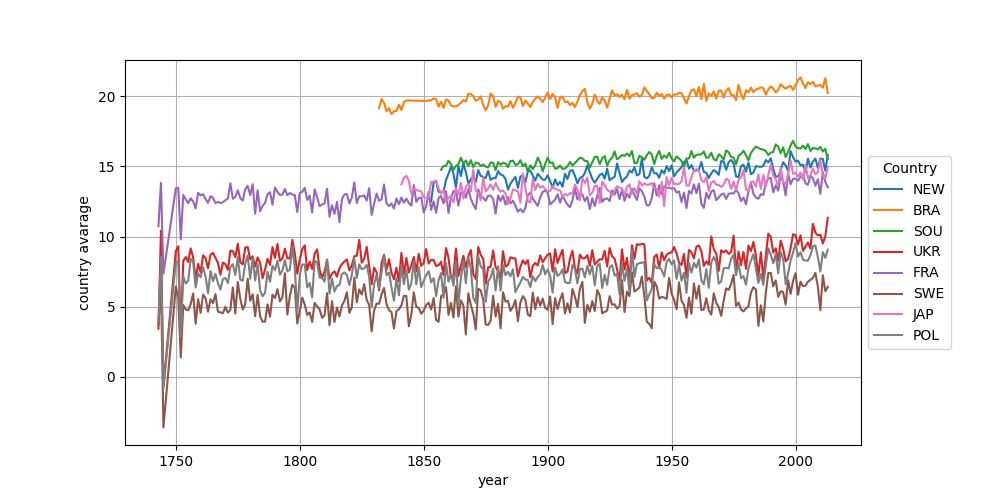 20
15
10
5
0
country avarage
1750
1800
1850
1900
1950
2000
year
Country
NEW
BRA
SOU
UKR
FRA
SWE
JAP
POL